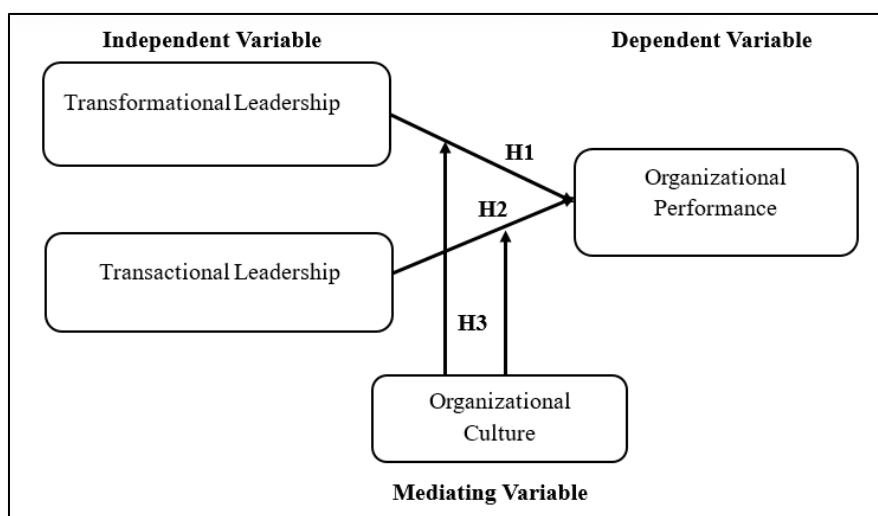 Independent Variable
Dependent Variable
Transformational Leadership
H1
Organizational
Performance
H2
Transactional Leadership
H3
Organizational
Culture
Mediating Variable